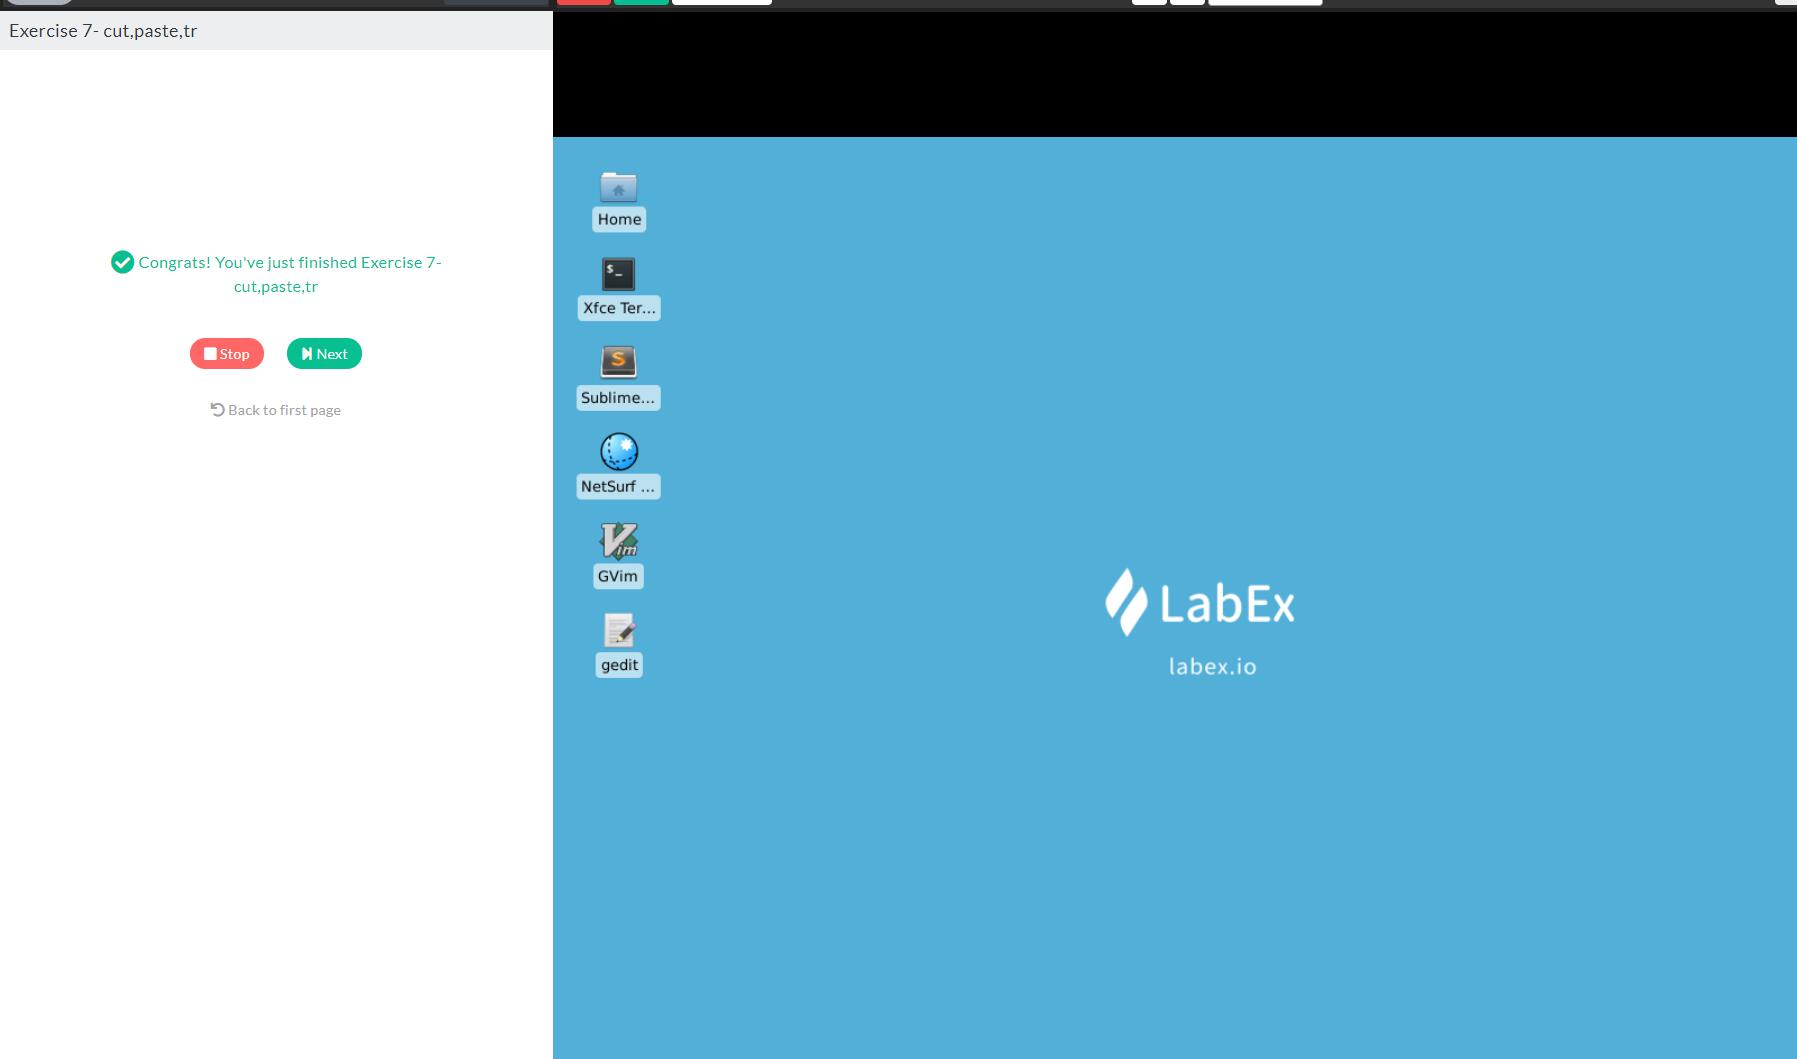 Exercise 7- cut,paste,tr
Congrats! You've just finished Exercise 7-
cut,paste,tr
Stop
Next
Back to first page
Home
$_
Xfce Ter...
S
Sublime...
NetSurf ...
Vim
GVim
gedit
LabEx
labex.io